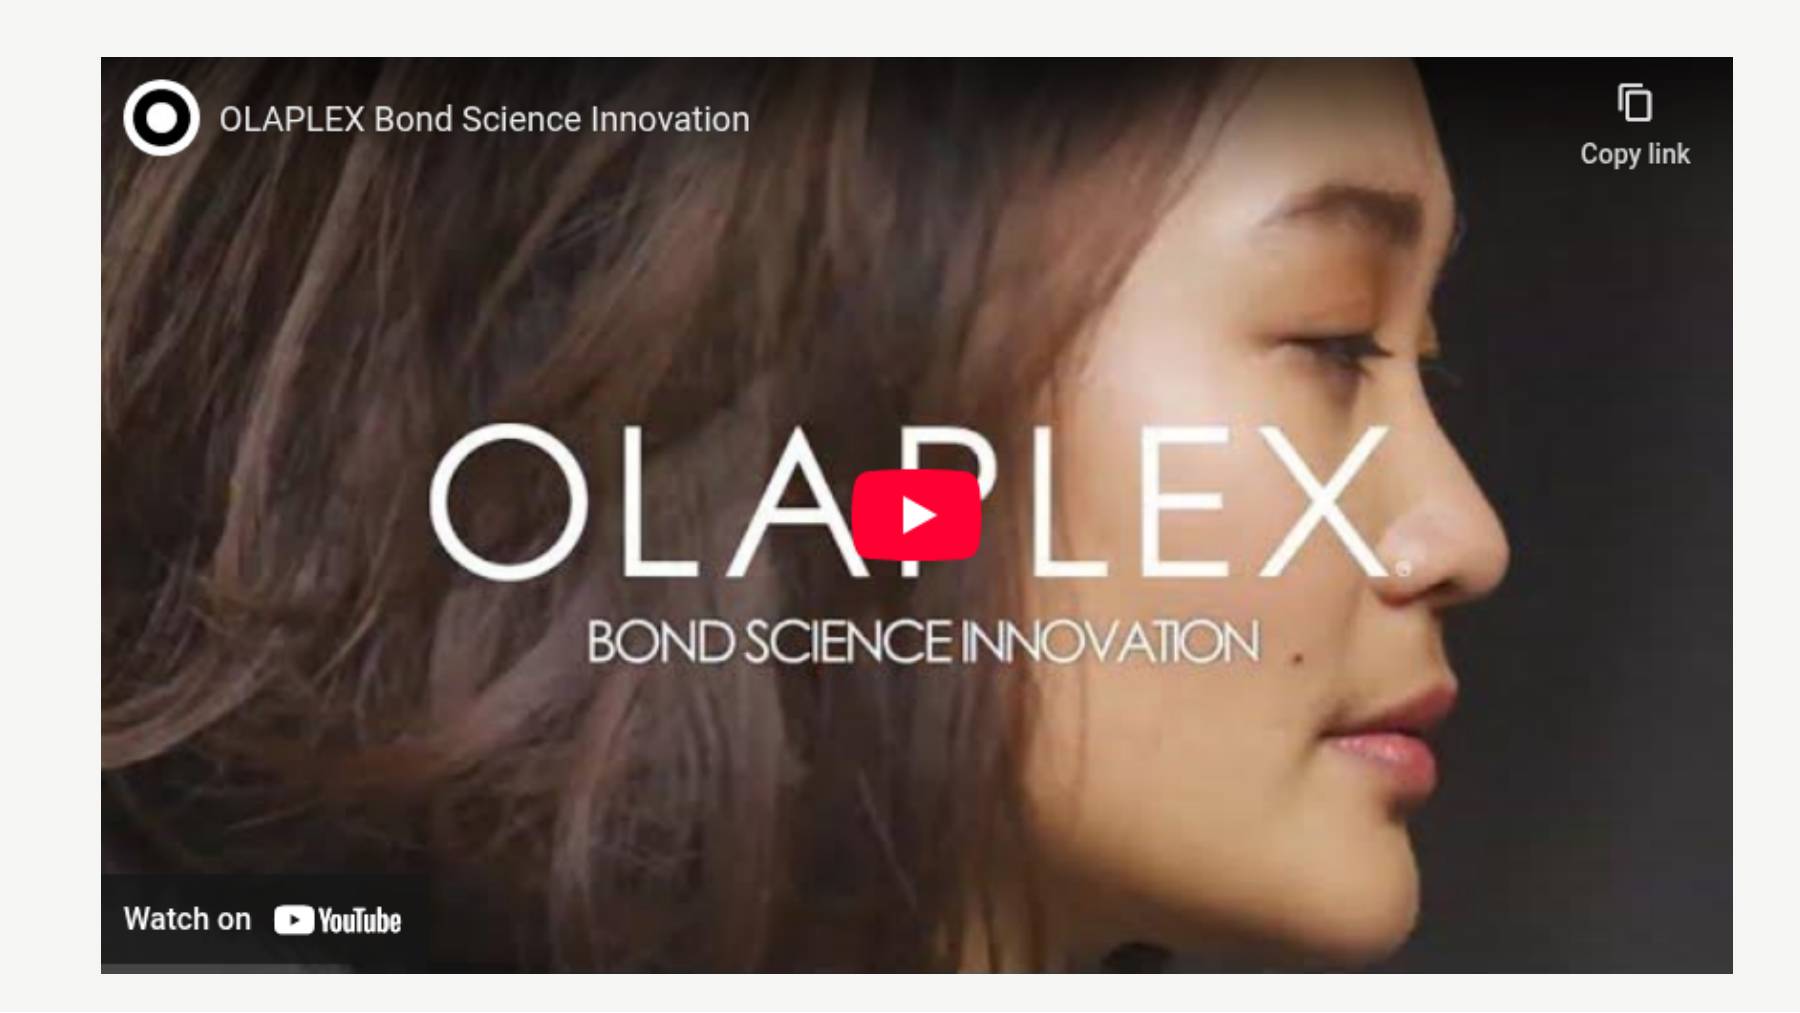 OLAPLEX Bond Science Innovation
Copy link
OLAPLEX®
BOND SCIENCE INNOVATION
Watch on YouTube